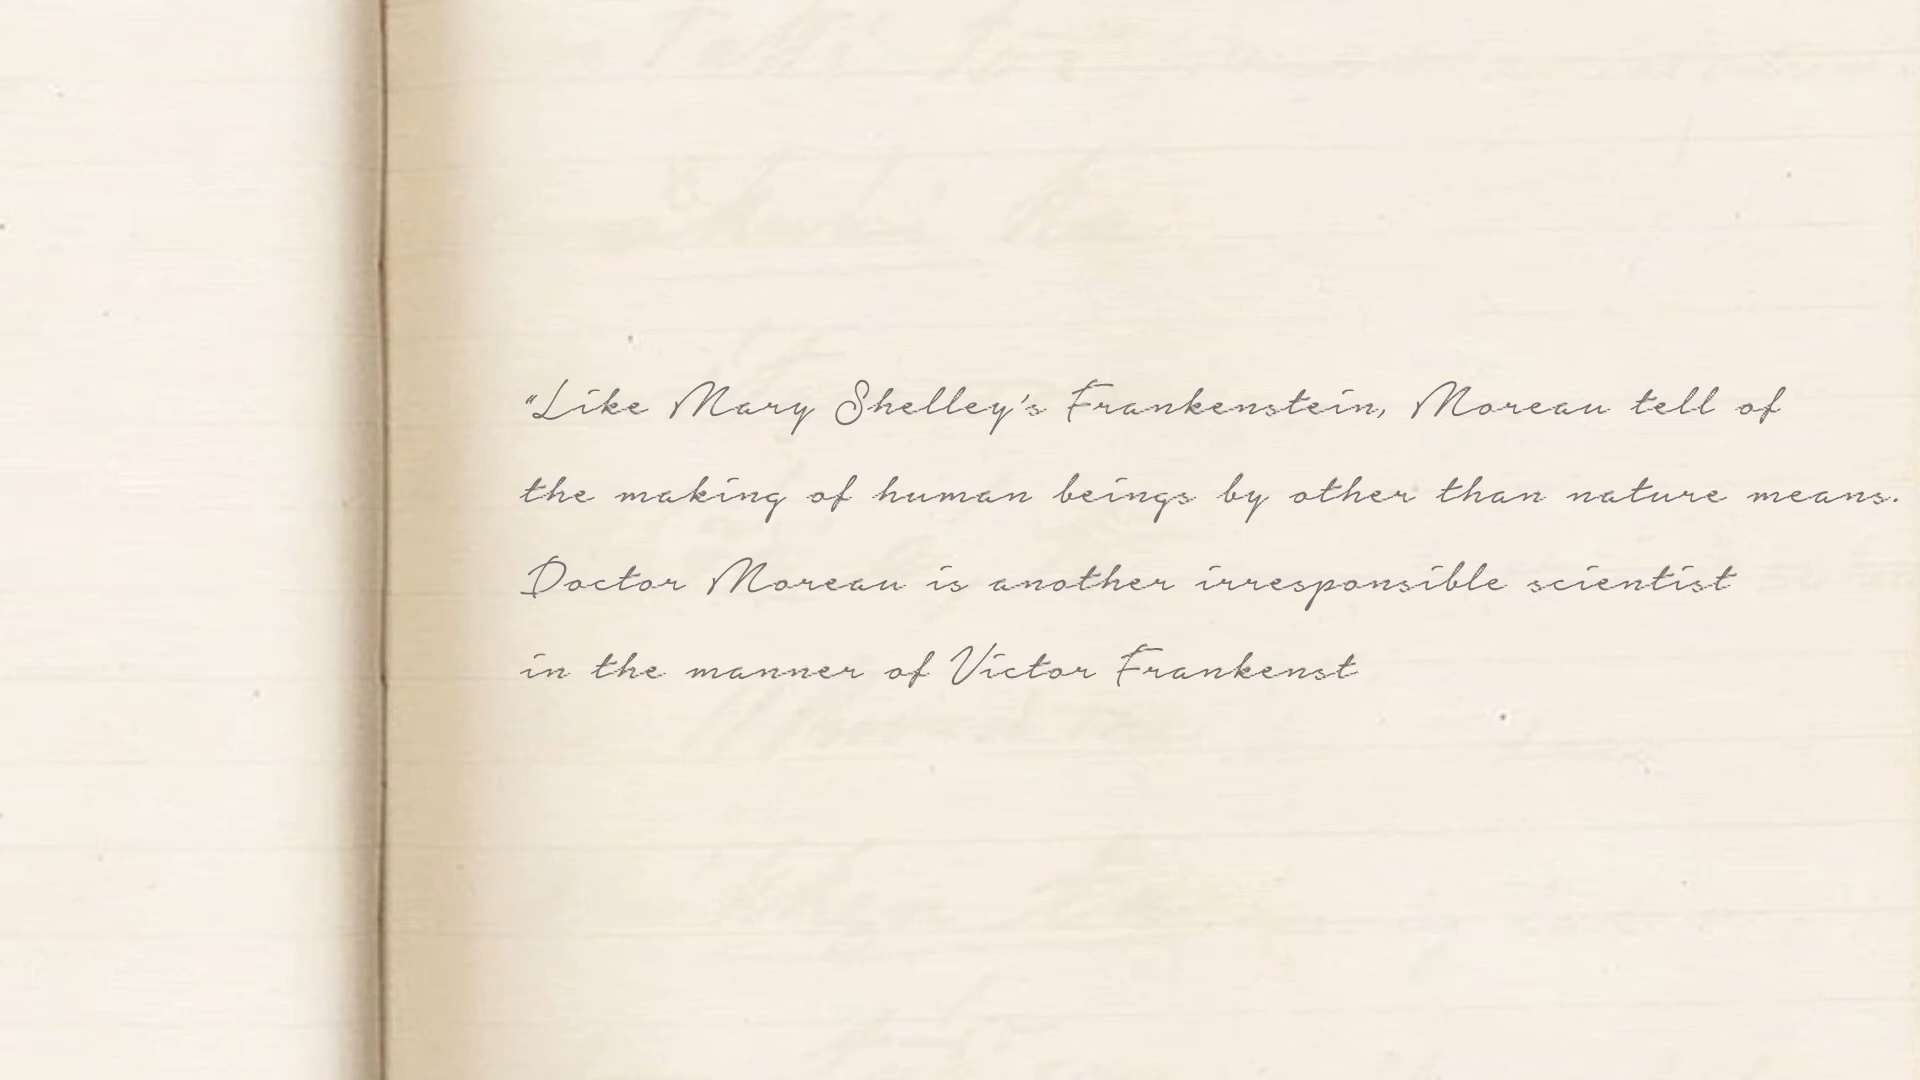 “Like Mary Shelley's Frankenstein, Moreau tell of
the making of human beings by other than nature means.
Doctor Moreau is another irresponsible scientist
in the manner of Victor Frankenst